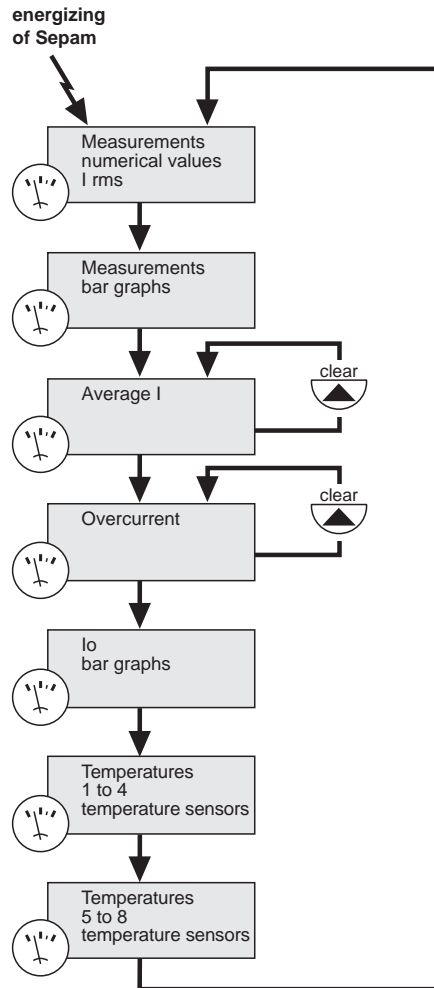 energizing
of Sepam
Measurements
numerical values
I rms
Measurements
bar graphs
Average I
clear
Overcurrent
clear
Io
bar graphs
Temperatures
1 to 4
temperature sensors
Temperatures
5 to 8
temperature sensors